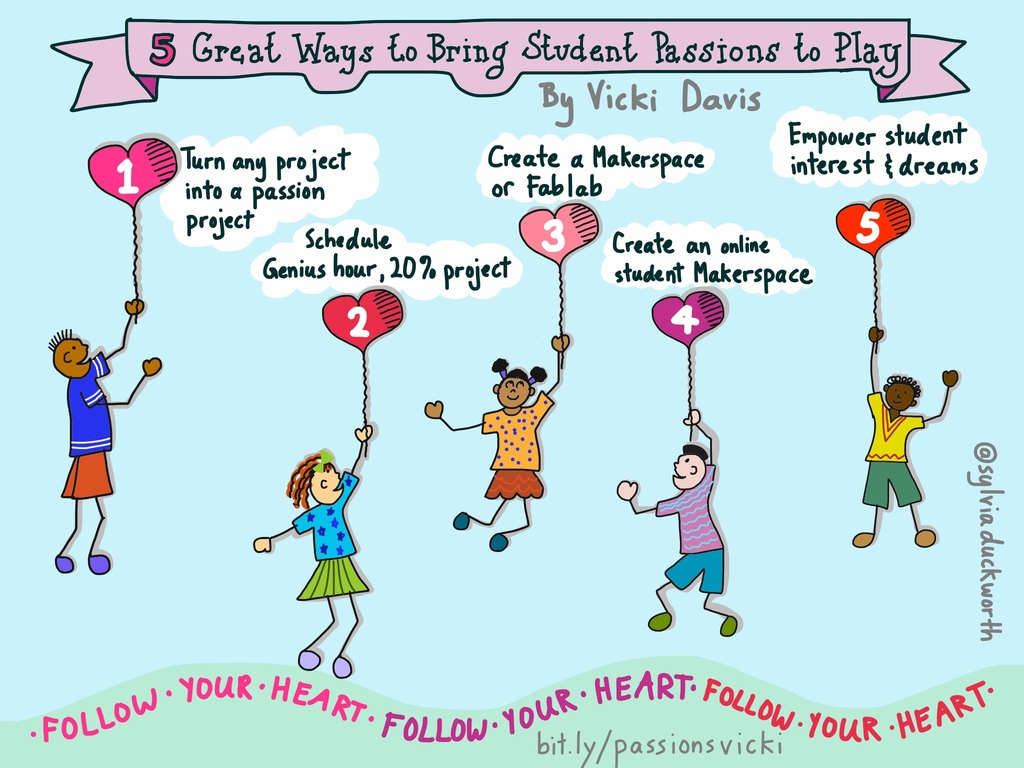 5 Great Ways to Bring Student Passions to Play
By Vicki Davis
1
Turn any project
into a passion
project
2
Schedule
Genius hour, 20% project
3
Create a Makerspace
or Fablab
4
Create an online
student Makerspace
5
Empower student
interest & dreams
@sylviaduckworth
·FOLLOW·YOUR·HEART·FOLLOW·YOUR·HEART·FOLLOW·YOUR·HEART·
bit.ly/passionsvicki